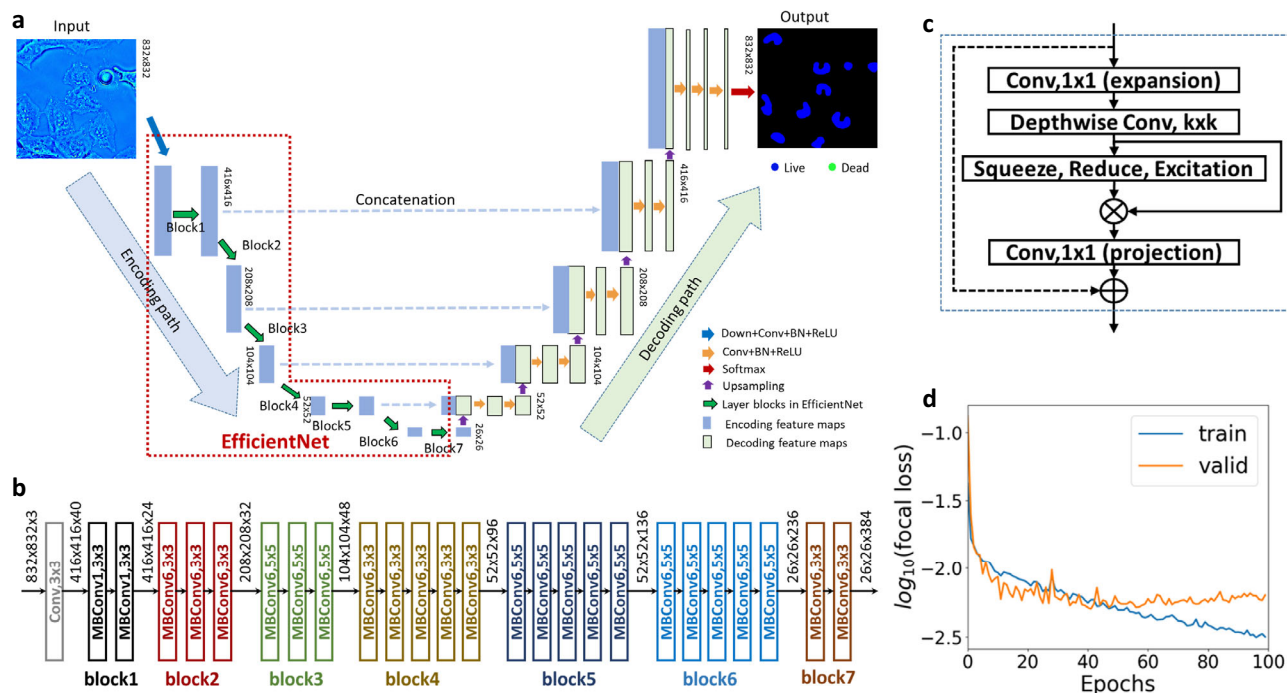 a
Input
832x832
Output
832x832
Live
Dead
416x416
Block1
Concatenation
416x416
Block2
208x208
208x208
Block3
104x104
104x104
Block4
52x52
Block5
Block6
Block7
52x52
26x26
Encoding path
Decoding path
EfficientNet
Down+Conv+BN+ReLU
Conv+BN+ReLU
Softmax
Upsampling
Layer blocks in EfficientNet
Encoding feature maps
Decoding feature maps
b
832x832x3
Conv,3x3
416x416x40
MBConv1,3x3
MBConv1,3x3
416x416x24
MBConv6,3x3
MBConv6,3x3
MBConv6,3x3
208x208x32
MBConv6,5x5
MBConv6,5x5
MBConv6,5x5
104x104x48
MBConv6,3x3
MBConv6,3x3
MBConv6,3x3
MBConv6,3x3
MBConv6,3x3
52x52x96
MBConv6,5x5
MBConv6,5x5
MBConv6,5x5
MBConv6,5x5
MBConv6,5x5
52x52x136
MBConv6,5x5
MBConv6,5x5
MBConv6,5x5
MBConv6,5x5
MBConv6,5x5
26x26x236
MBConv6,3x3
MBConv6,3x3
26x26x384
block1
block2
block3
block4
block5
block6
block7
c
Conv,1x1 (expansion)
Depthwise Conv, kxk
Squeeze, Reduce, Excitation
Conv,1x1 (projection)
d
train
valid
−1.0
−1.5
−2.0
−2.5
log₁₀(focal loss)
0 20 40 60 80 100
Epochs